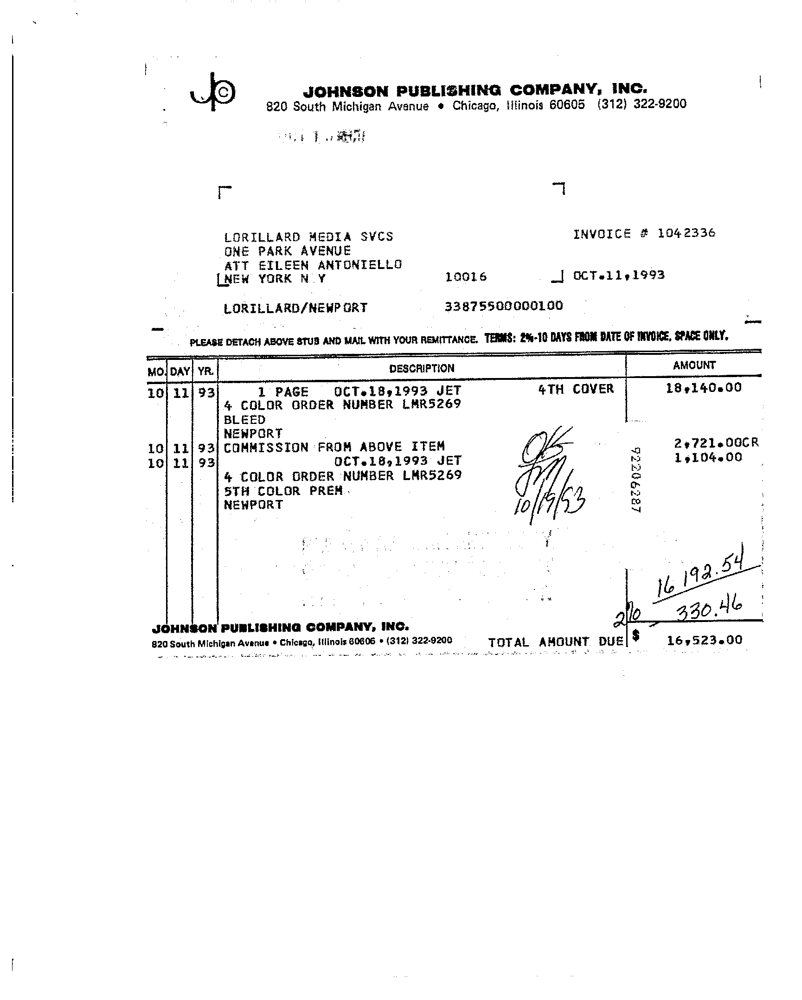 JPC
JOHNSON PUBLISHING COMPANY, INC.
820 South Michigan Avenue • Chicago, Illinois 60605 (312) 322-9200
LORILLARD MEDIA SVCS INVOICE # 1042336
ONE PARK AVENUE
ATT EILEEN ANTONIELLO
NEW YORK N Y 10016 OCT.11,1993
LORILLARD/NEWPORT 33875500000100
PLEASE DETACH ABOVE STUB AND MAIL WITH YOUR REMITTANCE. TERMS: 2%-10 DAYS FROM DATE OF INVOICE, SPACE ONLY.
MO. DAY YR. DESCRIPTION AMOUNT
10 11 93 1 PAGE OCT.18,1993 JET 4TH COVER 18,140.00
4 COLOR ORDER NUMBER LMR5269
BLEED
NEWPORT
10 11 93 COMMISSION FROM ABOVE ITEM 2,721.00CR
10 11 93 OCT.18,1993 JET 1,104.00
4 COLOR ORDER NUMBER LMR5269
5TH COLOR PREM
NEWPORT
OK
10/19/93
92206287
16 192.54
2% 330.46
JOHNSON PUBLISHING COMPANY, INC.
820 South Michigan Avenue • Chicago, Illinois 60605 • (312) 322-9200 TOTAL AMOUNT DUE $ 16,523.00